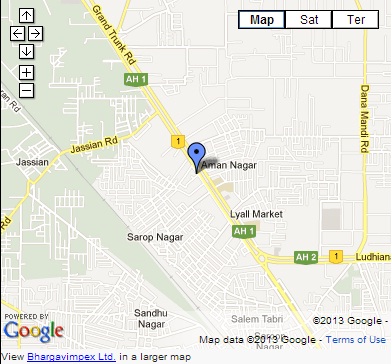 Map Sat Ter
Grand Trunk Rd
AH 1
Dana Mandi Rd
Jassian Rd
1
Jassian
Aman Nagar
Lyall Market
Sarop Nagar
AH 1
AH 2 1 Ludhiana
Sandhu
Nagar
Salem Tabri
©2013 Google -
POWERED BY
Google
Map data ©2013 Google - Terms of Use
View Bhargavimpex Ltd. in a larger map